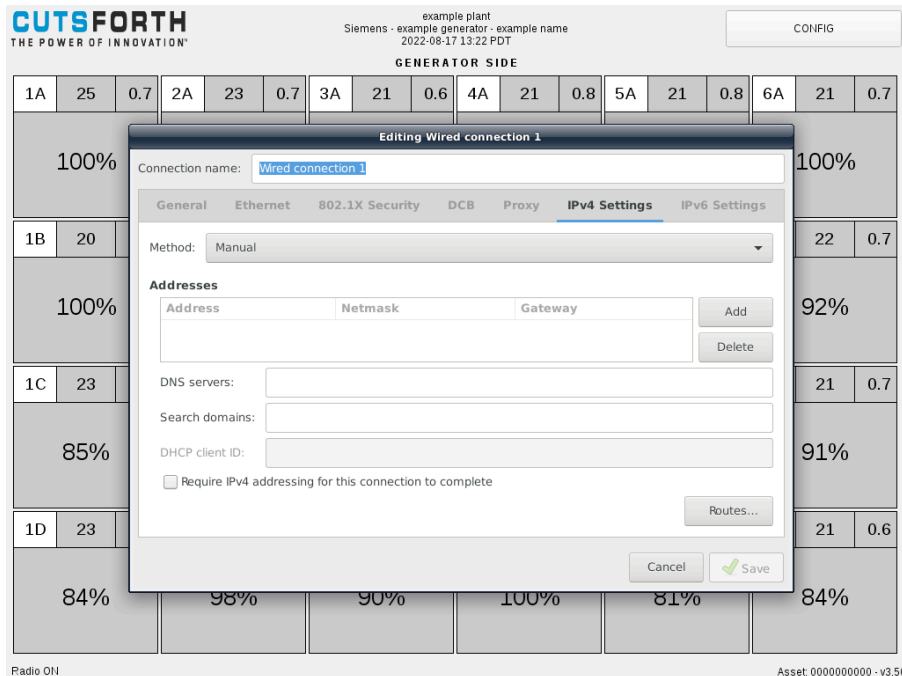 CUTSFORTH
THE POWER OF INNOVATION®
example plant
Siemens - example generator - example name
2022-08-17 13:22 PDT
CONFIG
GENERATOR SIDE
1A 25 0.7 2A 23 0.7 3A 21 0.6 4A 21 0.8 5A 21 0.8 6A 21 0.7
Editing Wired connection 1
100% 100%
Connection name: Wired connection 1
General Ethernet 802.1X Security DCB Proxy IPv4 Settings IPv6 Settings
1B 20 22 0.7
Method: Manual
Addresses
Address Netmask Gateway
Add
100% 92%
Delete
1C 23 21 0.7
DNS servers:
Search domains:
85% 91%
DHCP client ID:
Require IPv4 addressing for this connection to complete
Routes...
1D 23 21 0.6
Cancel Save
84% 98% 90% 100% 81% 84%
Radio ON
Asset: 0000000000 - v3.5